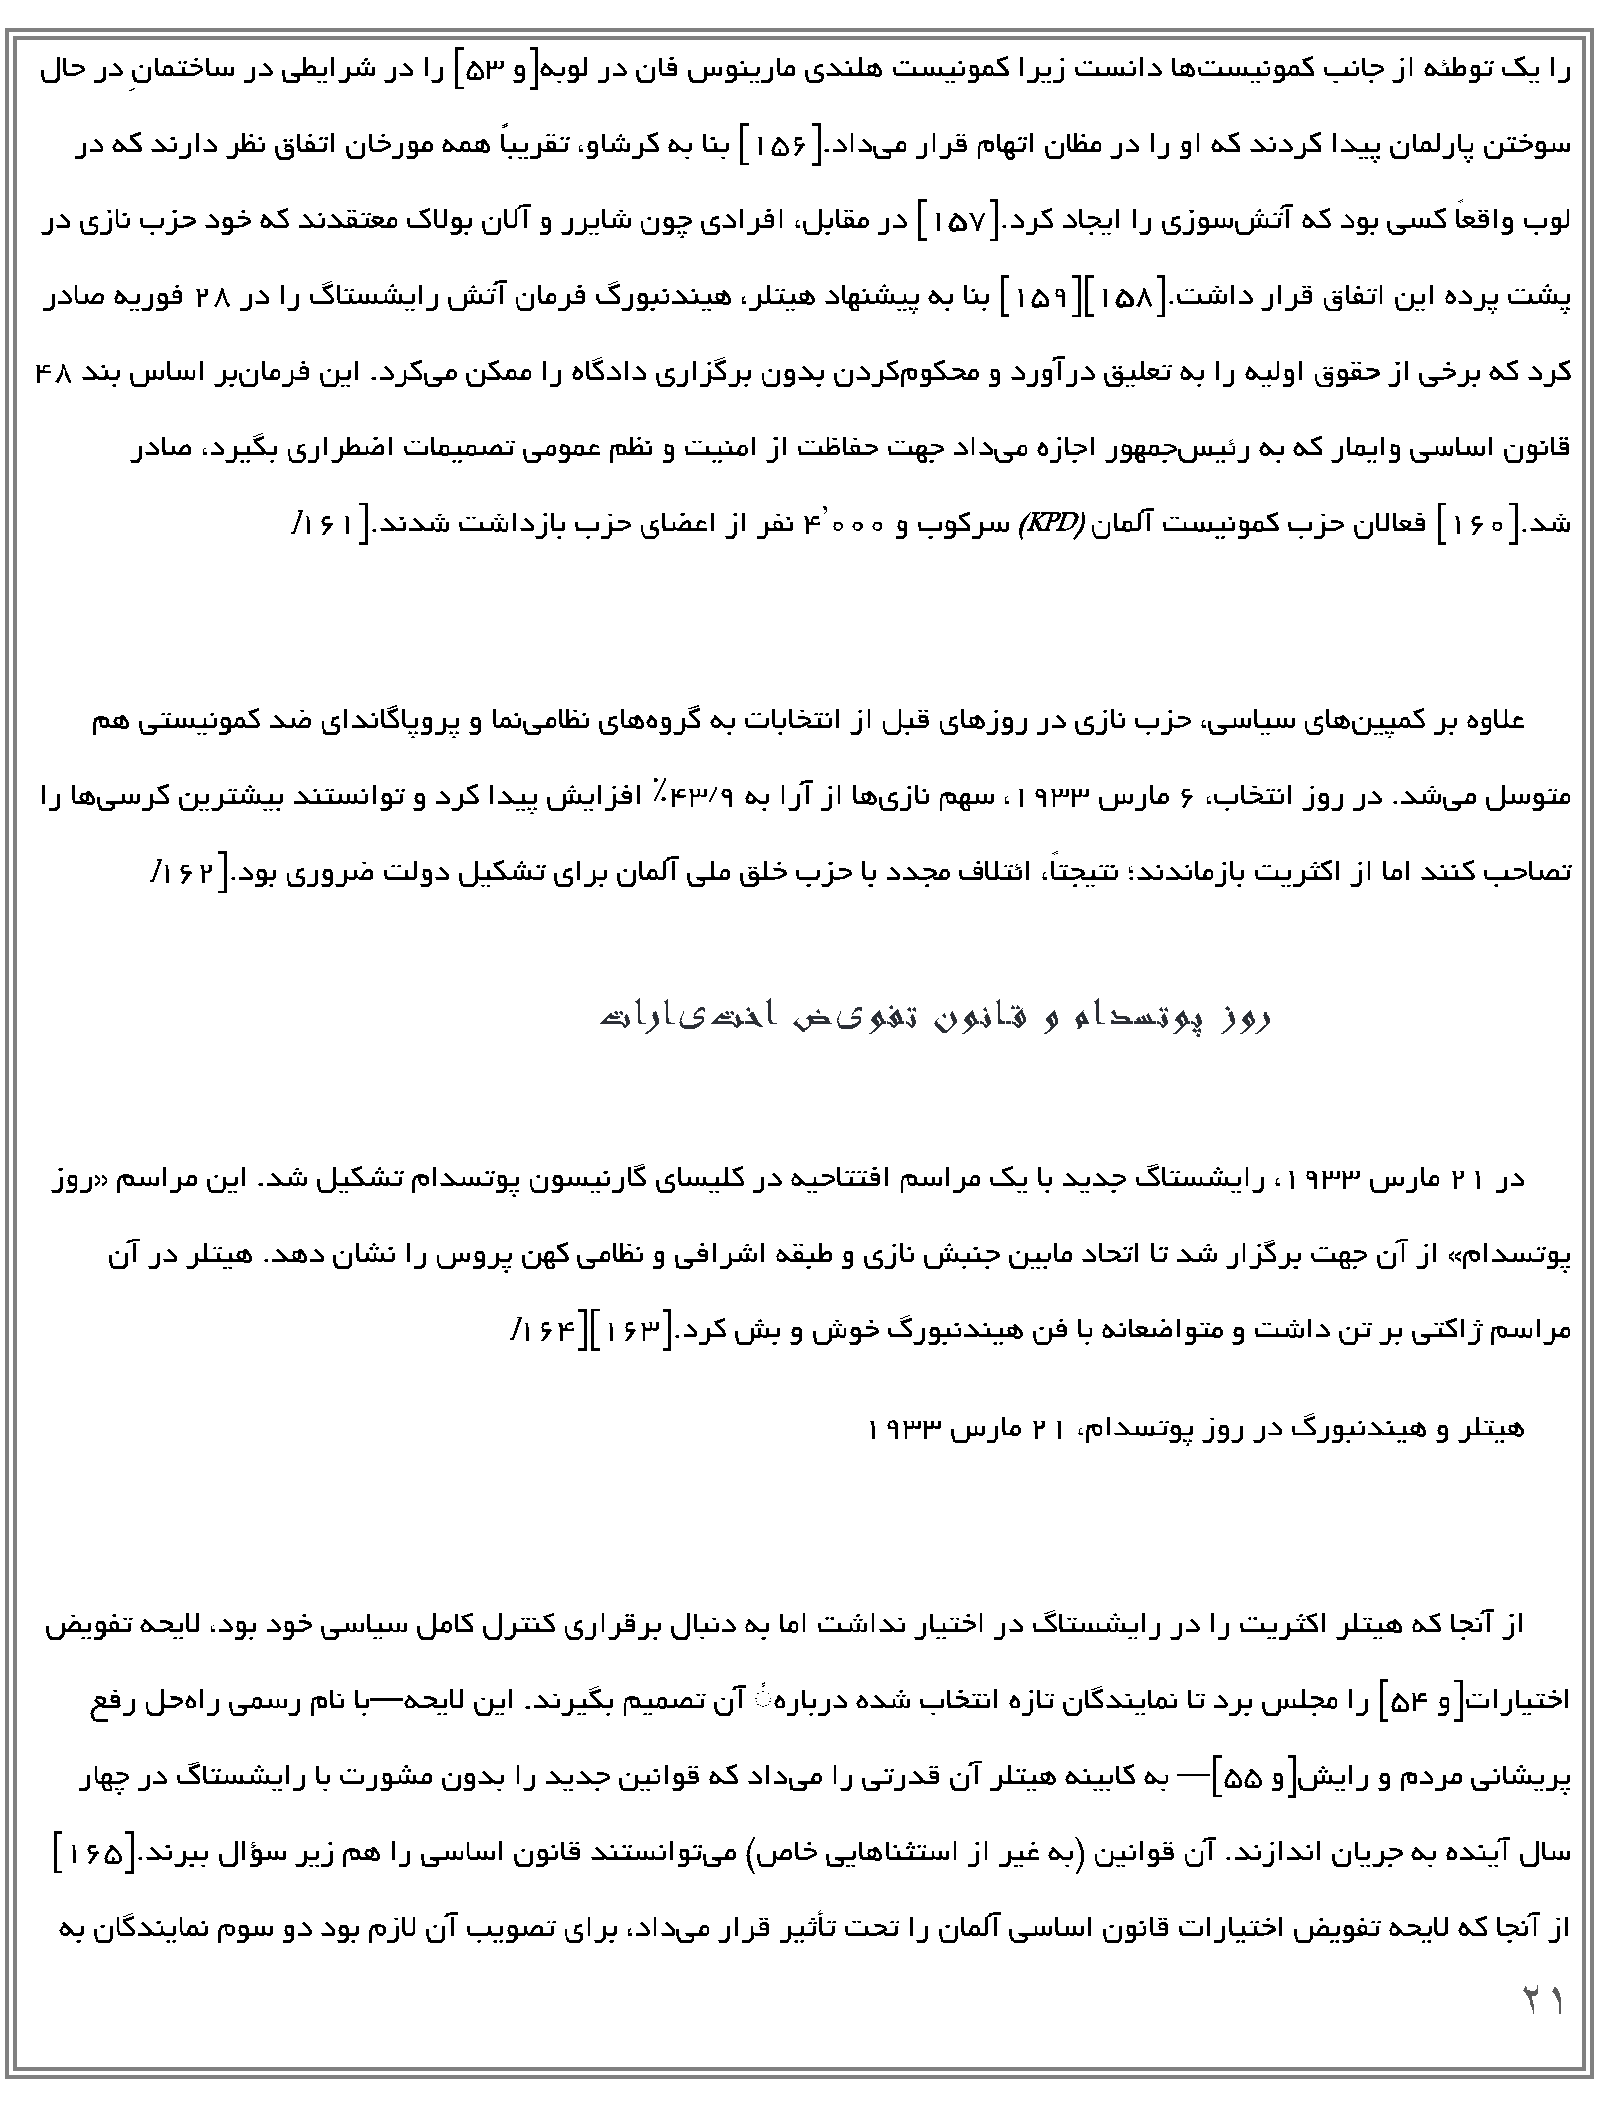 را یک توطئه از جانب کمونیست‌ها دانست زیرا کمونیست هلندی مارینوس فان در لوبه[و ۵۳] را در شرایطی در ساختمانِ در حال
سوختن پارلمان پیدا کردند که او را در مظان اتهام قرار می‌داد.[۱۵۶] بنا به کرشاو، تقریباً همه مورخان اتفاق نظر دارند که در
لوب واقعاً کسی بود که آتش‌سوزی را ایجاد کرد.[۱۵۷] در مقابل، افرادی چون شایرر و آلان بولاک معتقدند که خود حزب نازی در
پشت پرده این اتفاق قرار داشت.[۱۵۸][۱۵۹] بنا به پیشنهاد هیتلر، هیندنبورگ فرمان آتش رایشستاگ را در ۲۸ فوریه صادر
کرد که برخی از حقوق اولیه را به تعلیق درآورد و محکوم‌کردن بدون برگزاری دادگاه را ممکن می‌کرد. این فرمان‌بر اساس بند ۴۸
قانون اساسی وایمار که به رئیس‌جمهور اجازه می‌داد جهت حفاظت از امنیت و نظم عمومی تصمیمات اضطراری بگیرد، صادر
شد.[۱۶۰] فعالان حزب کمونیست آلمان (KPD) سرکوب و ۴٬۰۰۰ نفر از اعضای حزب بازداشت شدند.[۱۶۱/
علاوه بر کمپین‌های سیاسی، حزب نازی در روزهای قبل از انتخابات به گروه‌های نظامی‌نما و پروپاگاندای ضد کمونیستی هم
متوسل می‌شد. در روز انتخاب، ۶ مارس ۱۹۳۳، سهم نازی‌ها از آرا به ۴۳/۹٪ افزایش پیدا کرد و توانستند بیشترین کرسی‌ها را
تصاحب کنند اما از اکثریت بازماندند؛ نتیجتاً، ائتلاف مجدد با حزب خلق ملی آلمان برای تشکیل دولت ضروری بود.[۱۶۲/
روز پوتسدام و قانون تفوی‌ض اخت‌ی‌ارات
در ۲۱ مارس ۱۹۳۳، رایشستاگ جدید با یک مراسم افتتاحیه در کلیسای گارنیسون پوتسدام تشکیل شد. این مراسم «روز
پوتسدام» از آن جهت برگزار شد تا اتحاد مابین جنبش نازی و طبقه اشرافی و نظامی کهن پروس را نشان دهد. هیتلر در آن
مراسم ژاکتی بر تن داشت و متواضعانه با فن هیندنبورگ خوش و بش کرد.[۱۶۳][۱۶۴/
هیتلر و هیندنبورگ در روز پوتسدام، ۲۱ مارس ۱۹۳۳
از آنجا که هیتلر اکثریت را در رایشستاگ در اختیار نداشت اما به دنبال برقراری کنترل کامل سیاسی خود بود، لایحه تفویض
اختیارات[و ۵۴] را مجلس برد تا نمایندگان تازه انتخاب شده درباره ٔ آن تصمیم بگیرند. این لایحه—با نام رسمی راه‌حل رفع
پریشانی مردم و رایش[و ۵۵]— به کابینه هیتلر آن قدرتی را می‌داد که قوانین جدید را بدون مشورت با رایشستاگ در چهار
سال آینده به جریان اندازند. آن قوانین (به غیر از استثناهایی خاص) می‌توانستند قانون اساسی را هم زیر سؤال ببرند.[۱۶۵]
از آنجا که لایحه تفویض اختیارات قانون اساسی آلمان را تحت تأثیر قرار می‌داد، برای تصویب آن لازم بود دو سوم نمایندگان به
۲۱